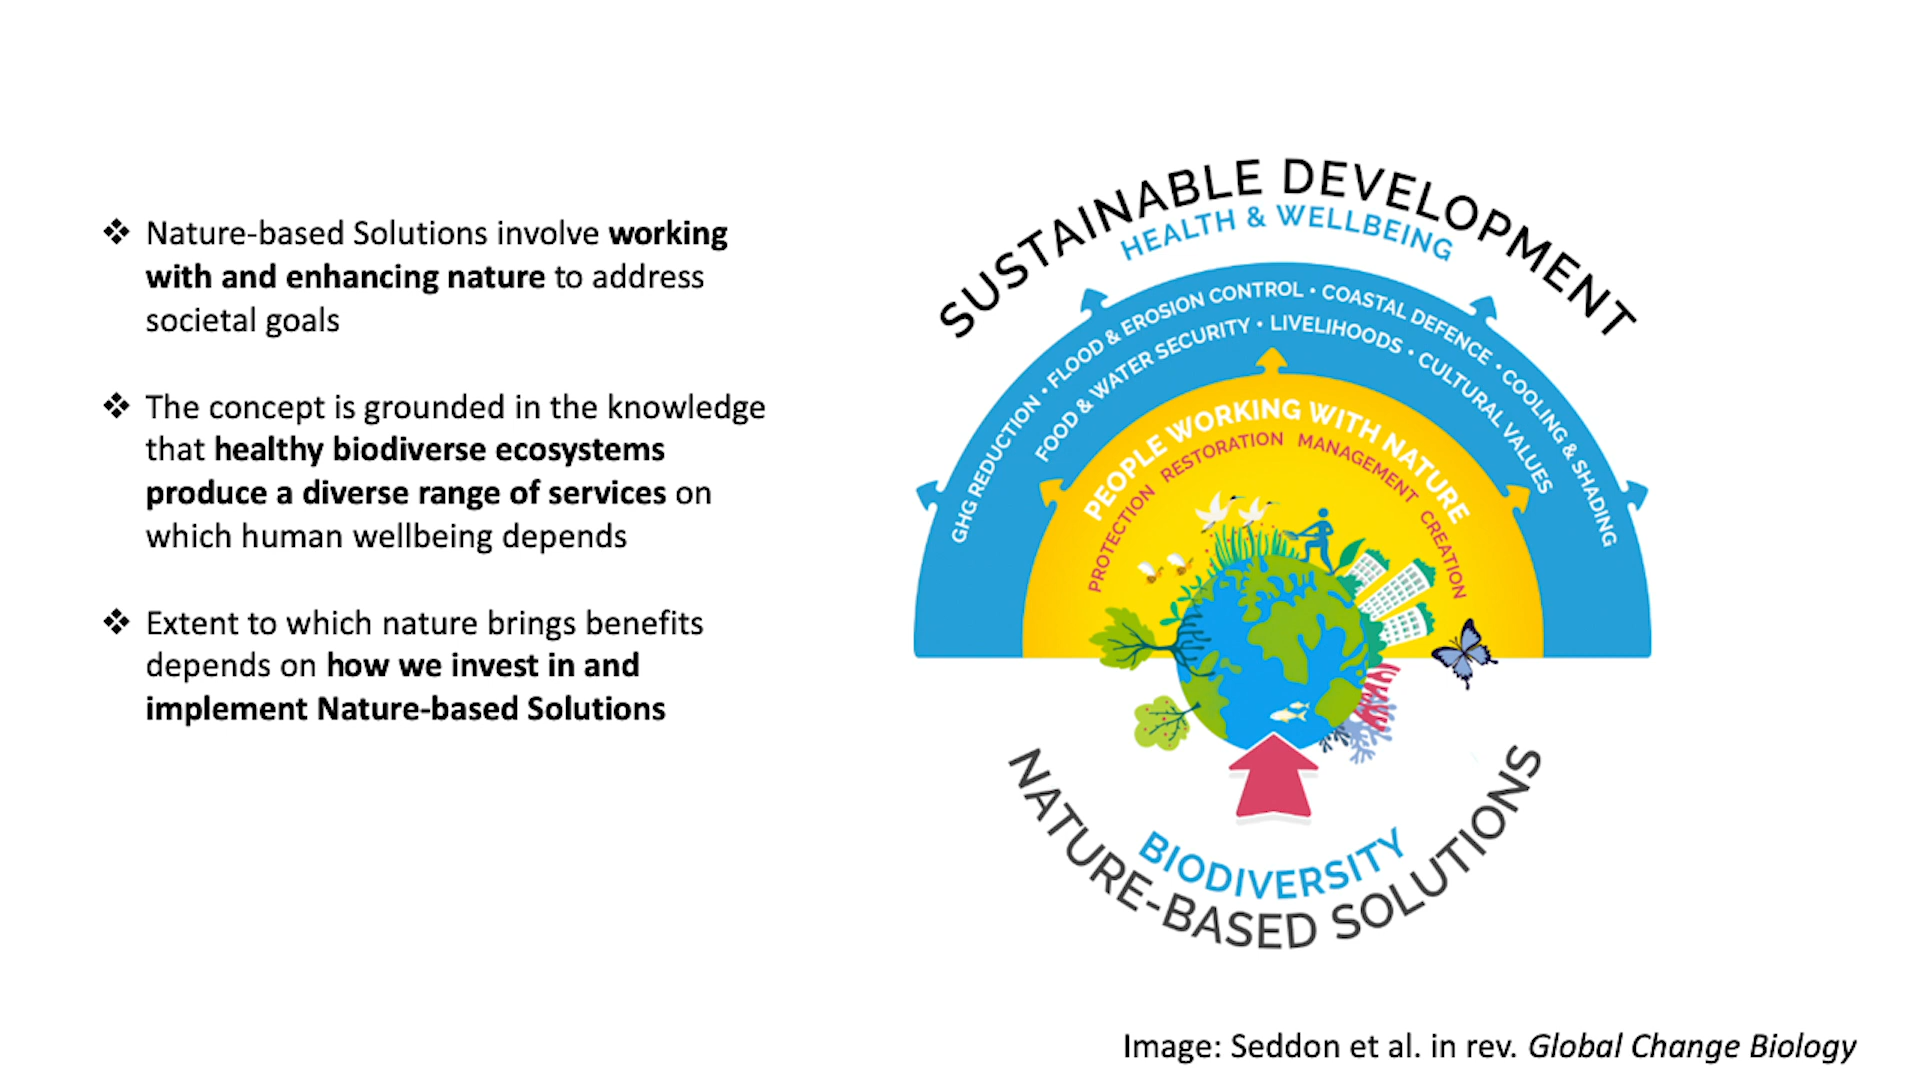 ❖ Nature-based Solutions involve working
with and enhancing nature to address
societal goals
❖ The concept is grounded in the knowledge
that healthy biodiverse ecosystems
produce a diverse range of services on
which human wellbeing depends
❖ Extent to which nature brings benefits
depends on how we invest in and
implement Nature-based Solutions
SUSTAINABLE DEVELOPMENT
HEALTH & WELLBEING
GHG REDUCTION • FLOOD & EROSION CONTROL • COASTAL DEFENCE • COOLING & SHADING
FOOD & WATER SECURITY • LIVELIHOODS • CULTURAL VALUES
PEOPLE WORKING WITH NATURE
PROTECTION RESTORATION MANAGEMENT CREATION
BIODIVERSITY
NATURE-BASED SOLUTIONS
Image: Seddon et al. in rev. Global Change Biology